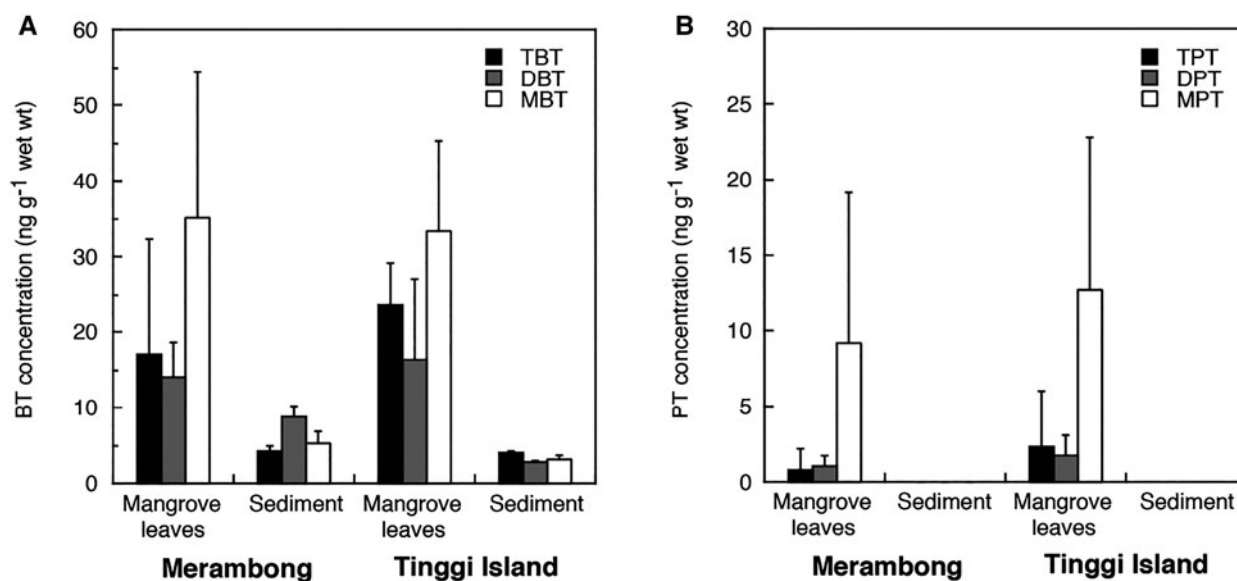 A
BT concentration (ng g-1 wet wt)
60
50
40
30
20
10
0
TBT
DBT
MBT
Mangrove
leaves
Sediment
Mangrove
leaves
Sediment
Merambong
Tinggi Island
B
PT concentration (ng g-1 wet wt)
30
25
20
15
10
5
0
TPT
DPT
MPT
Mangrove
leaves
Sediment
Mangrove
leaves
Sediment
Merambong
Tinggi Island